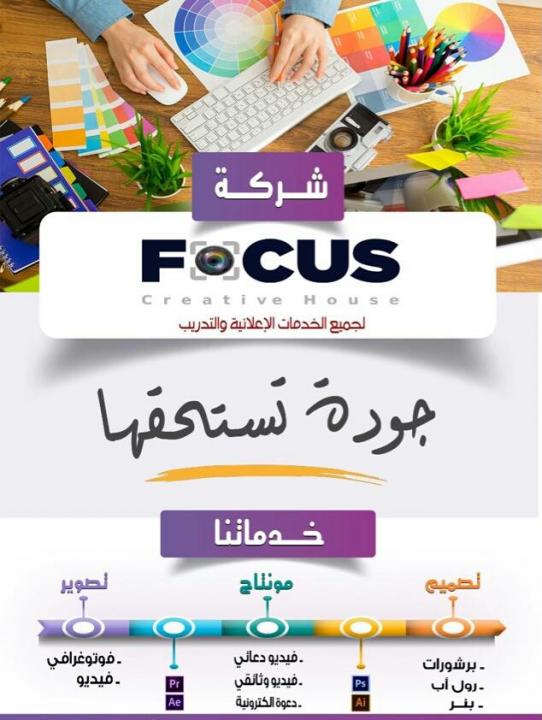 شركة
FOCUS
Creative House
لجميع الخدمات الإعلانية والتدريب
جودة تستحقها
خدماتنا
تصميم
مونتاج
تصوير
- برشورات
- رول أب
- بنر
Ps
Ai
- فيديو دعائي
- فيديو وثائقي
- دعوة الكترونية
Pr
Ae
- فوتوغرافي
- فيديو